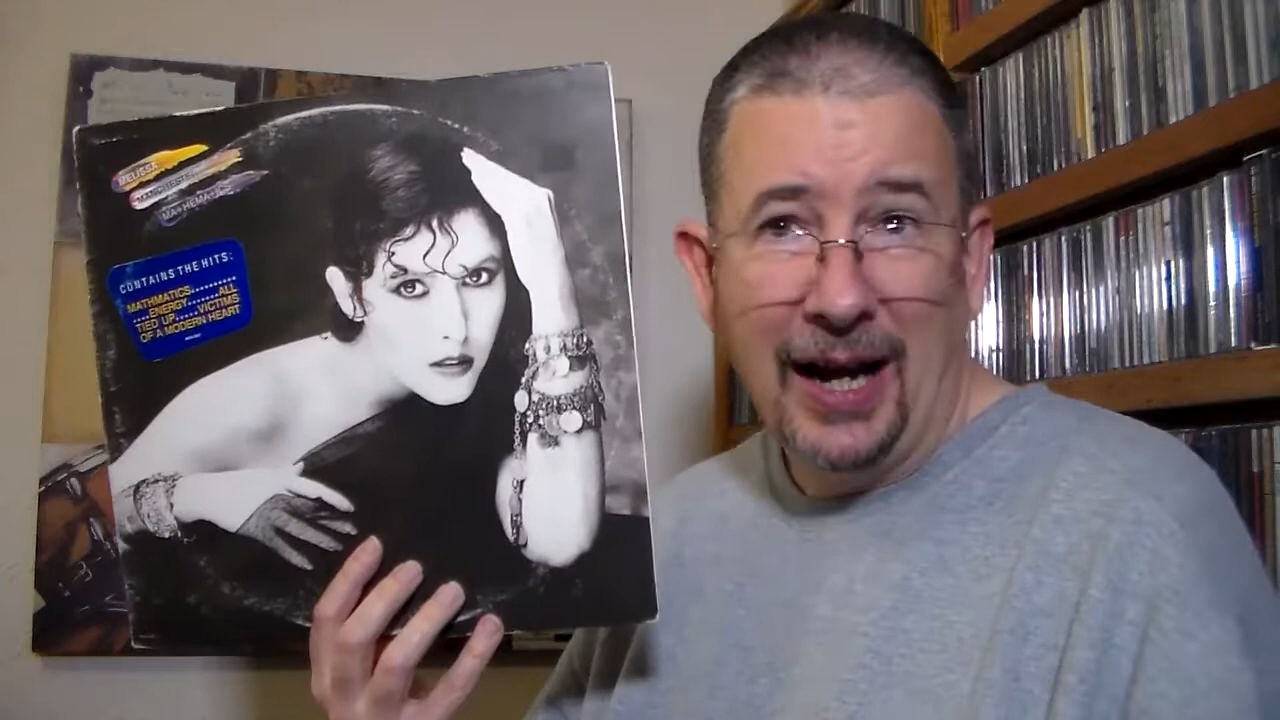 MELISSA
MANCHESTER
MATHEMATICS
CONTAINS THE HITS:
MATHMATICS..........
....ENERGY.......ALL
TIED UP.....VICTIMS
OF A MODERN HEART